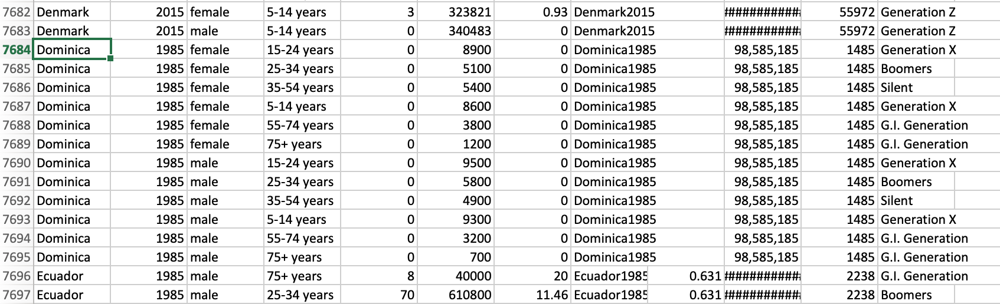 7682 Denmark 2015 female 5-14 years 3 323821 0.93 Denmark2015 ############ 55972 Generation Z
7683 Denmark 2015 male 5-14 years 0 340483 0 Denmark2015 ############ 55972 Generation Z
7684 Dominica 1985 female 15-24 years 0 8900 0 Dominica1985 98,585,185 1485 Generation X
7685 Dominica 1985 female 25-34 years 0 5100 0 Dominica1985 98,585,185 1485 Boomers
7686 Dominica 1985 female 35-54 years 0 5400 0 Dominica1985 98,585,185 1485 Silent
7687 Dominica 1985 female 5-14 years 0 8600 0 Dominica1985 98,585,185 1485 Generation X
7688 Dominica 1985 female 55-74 years 0 3800 0 Dominica1985 98,585,185 1485 G.I. Generation
7689 Dominica 1985 female 75+ years 0 1200 0 Dominica1985 98,585,185 1485 G.I. Generation
7690 Dominica 1985 male 15-24 years 0 9500 0 Dominica1985 98,585,185 1485 Generation X
7691 Dominica 1985 male 25-34 years 0 5800 0 Dominica1985 98,585,185 1485 Boomers
7692 Dominica 1985 male 35-54 years 0 4900 0 Dominica1985 98,585,185 1485 Silent
7693 Dominica 1985 male 5-14 years 0 9300 0 Dominica1985 98,585,185 1485 Generation X
7694 Dominica 1985 male 55-74 years 0 3200 0 Dominica1985 98,585,185 1485 G.I. Generation
7695 Dominica 1985 male 75+ years 0 700 0 Dominica1985 98,585,185 1485 G.I. Generation
7696 Ecuador 1985 male 75+ years 8 40000 20 Ecuador1985 0.631 ############ 2238 G.I. Generation
7697 Ecuador 1985 male 25-34 years 70 610800 11.46 Ecuador1985 0.631 ############ 2238 Boomers